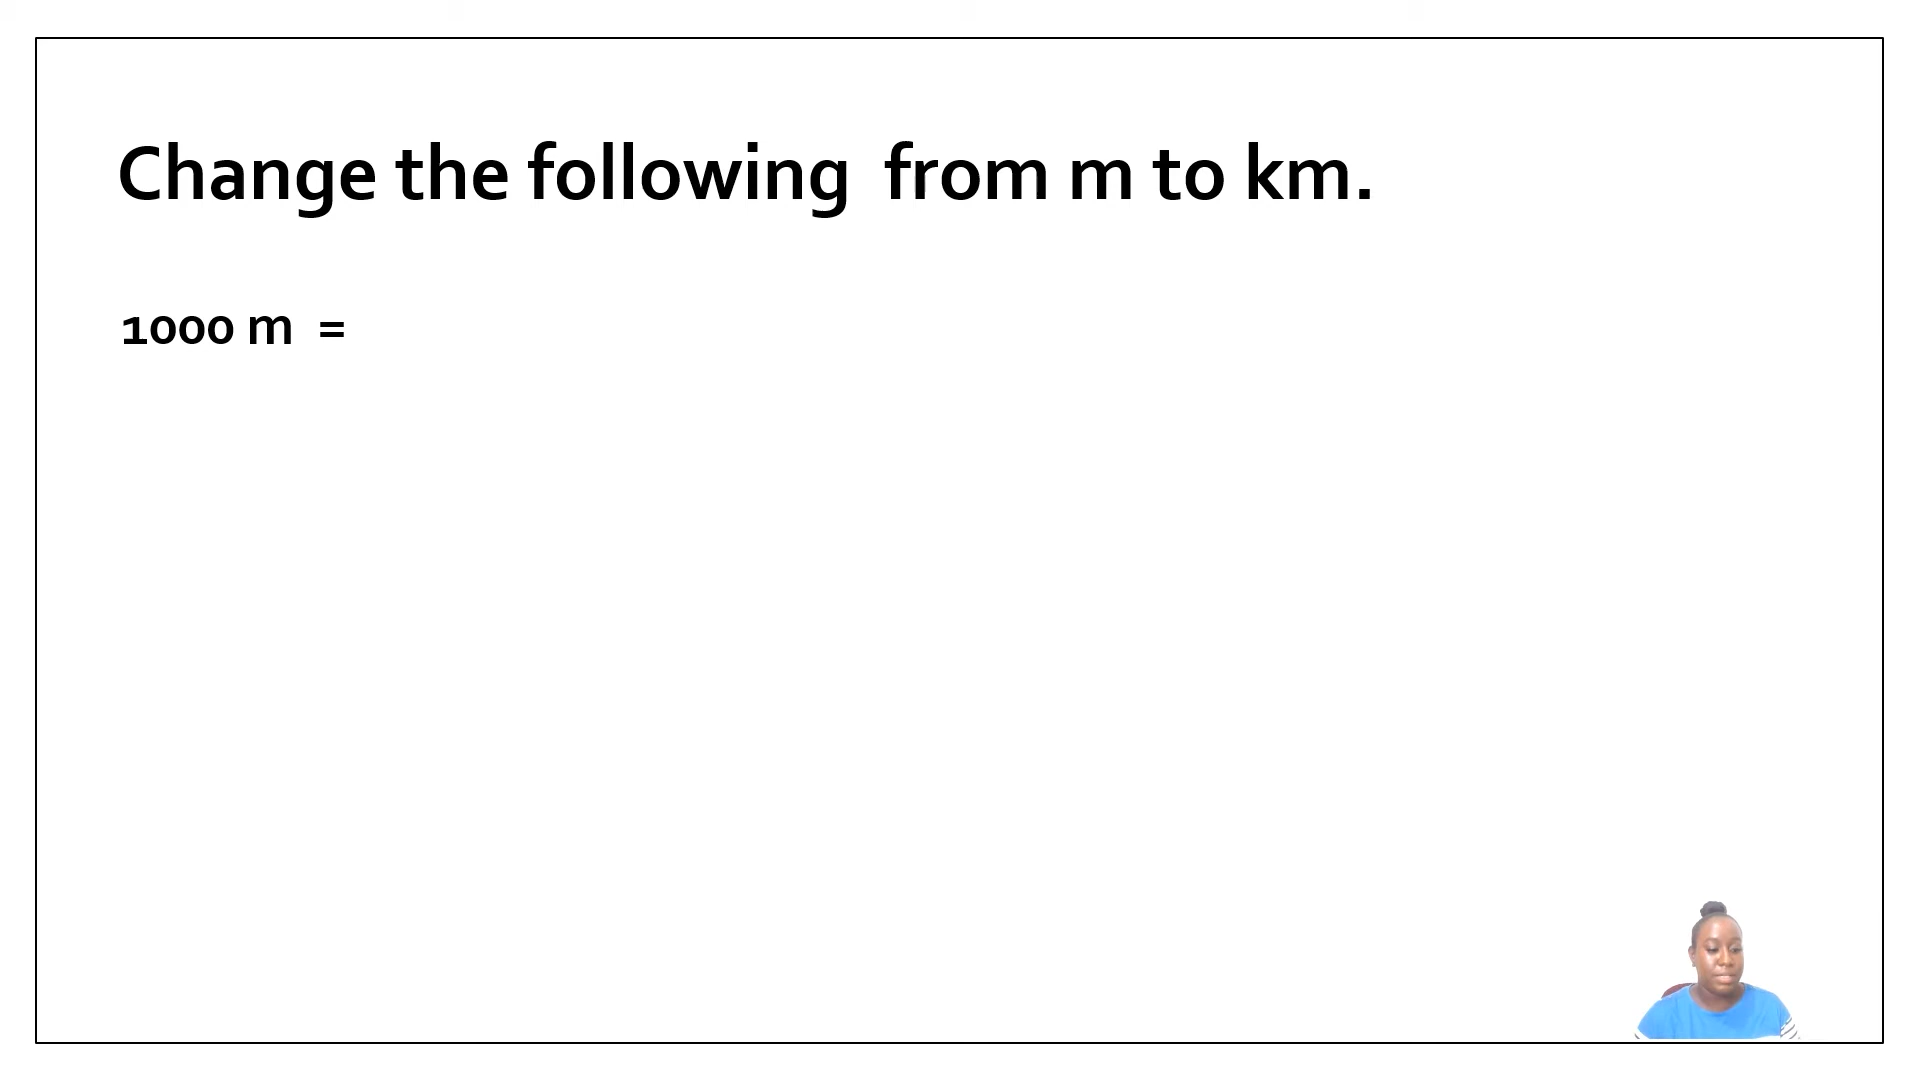 Change the following  from m to km.
1000 m  =